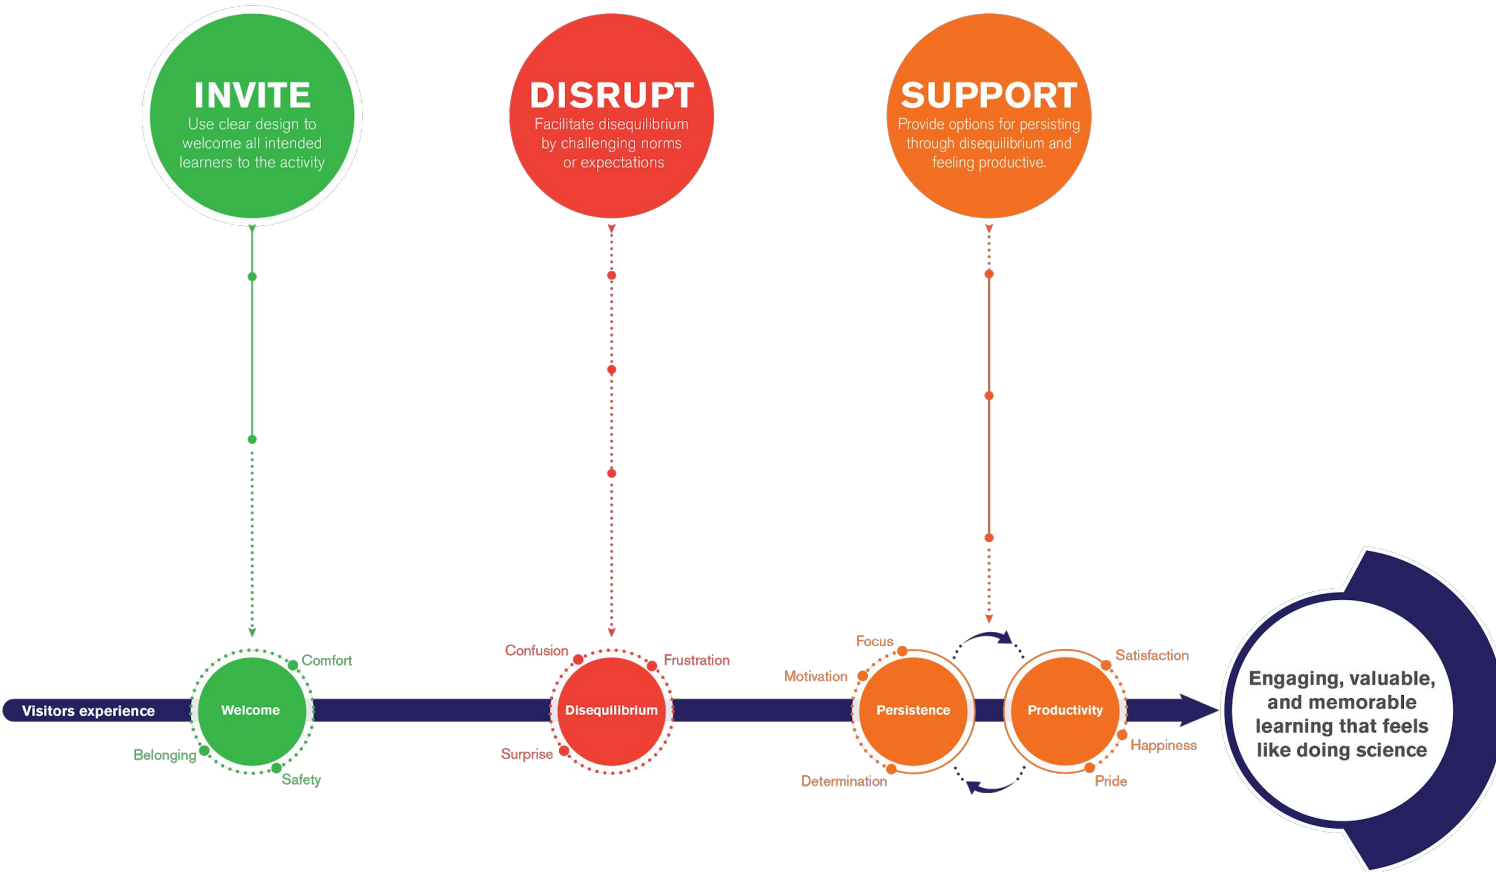 INVITE
Use clear design to
welcome all intended
learners to the activity
DISRUPT
Facilitate disequilibrium
by challenging norms
or expectations
SUPPORT
Provide options for persisting
through disequilibrium and
feeling productive.
Visitors experience
Welcome
Comfort
Belonging
Safety
Disequilibrium
Confusion
Frustration
Surprise
Persistence
Focus
Motivation
Determination
Productivity
Satisfaction
Happiness
Pride
Engaging, valuable,
and memorable
learning that feels
like doing science